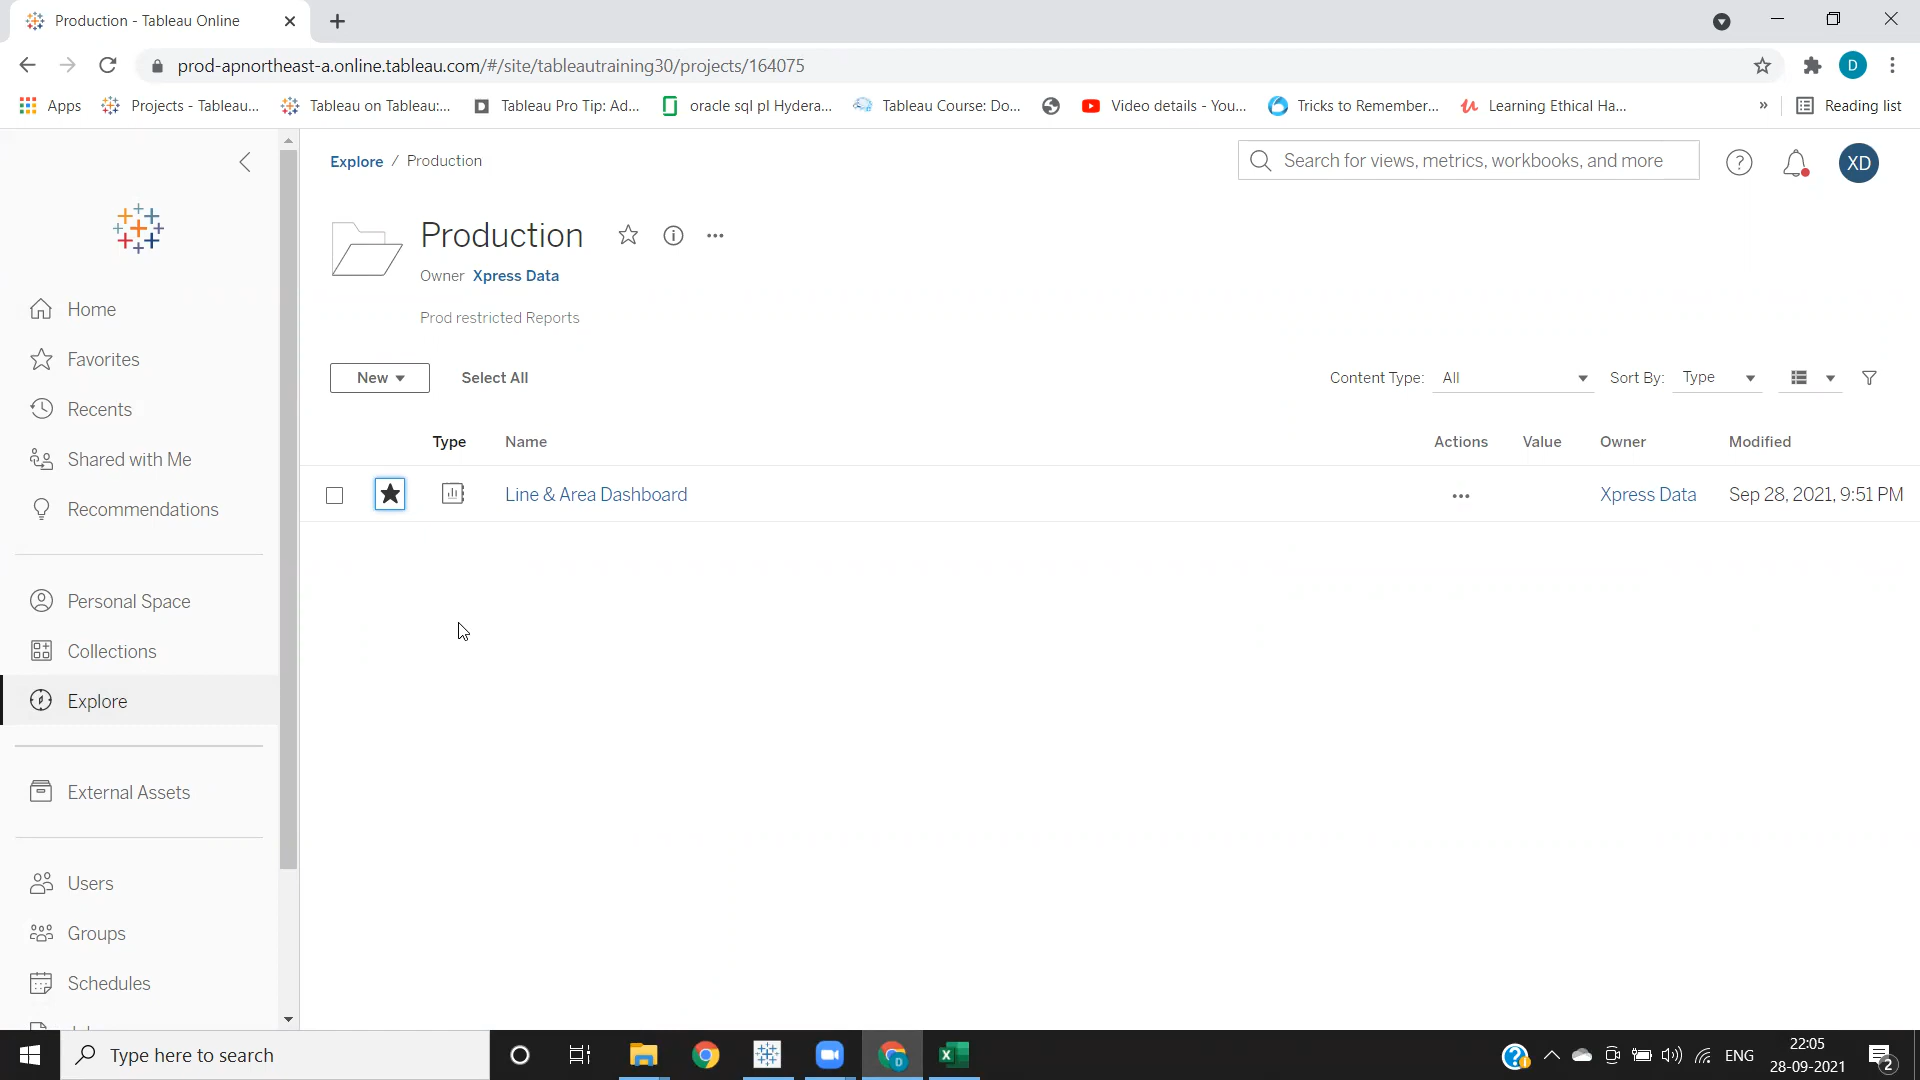 Production - Tableau Online
prod-apnortheast-a.online.tableau.com/#/site/tableautraining30/projects/164075
D
Apps
Projects - Tableau...
Tableau on Tableau:...
Tableau Pro Tip: Ad...
oracle sql pl Hydera...
Tableau Course: Do...
Video details - You...
Tricks to Remember...
Learning Ethical Ha...
»
Reading list
Explore / Production
Search for views, metrics, workbooks, and more
XD
Production
Owner Xpress Data
Prod restricted Reports
Home
Favorites
Recents
Shared with Me
Recommendations
Personal Space
Collections
Explore
External Assets
Users
Groups
Schedules
New
Select All
Content Type: All
Sort By: Type
Type Name Actions Value Owner Modified
Line & Area Dashboard Xpress Data Sep 28, 2021, 9:51 PM
Type here to search
ENG
22:05
28-09-2021
2